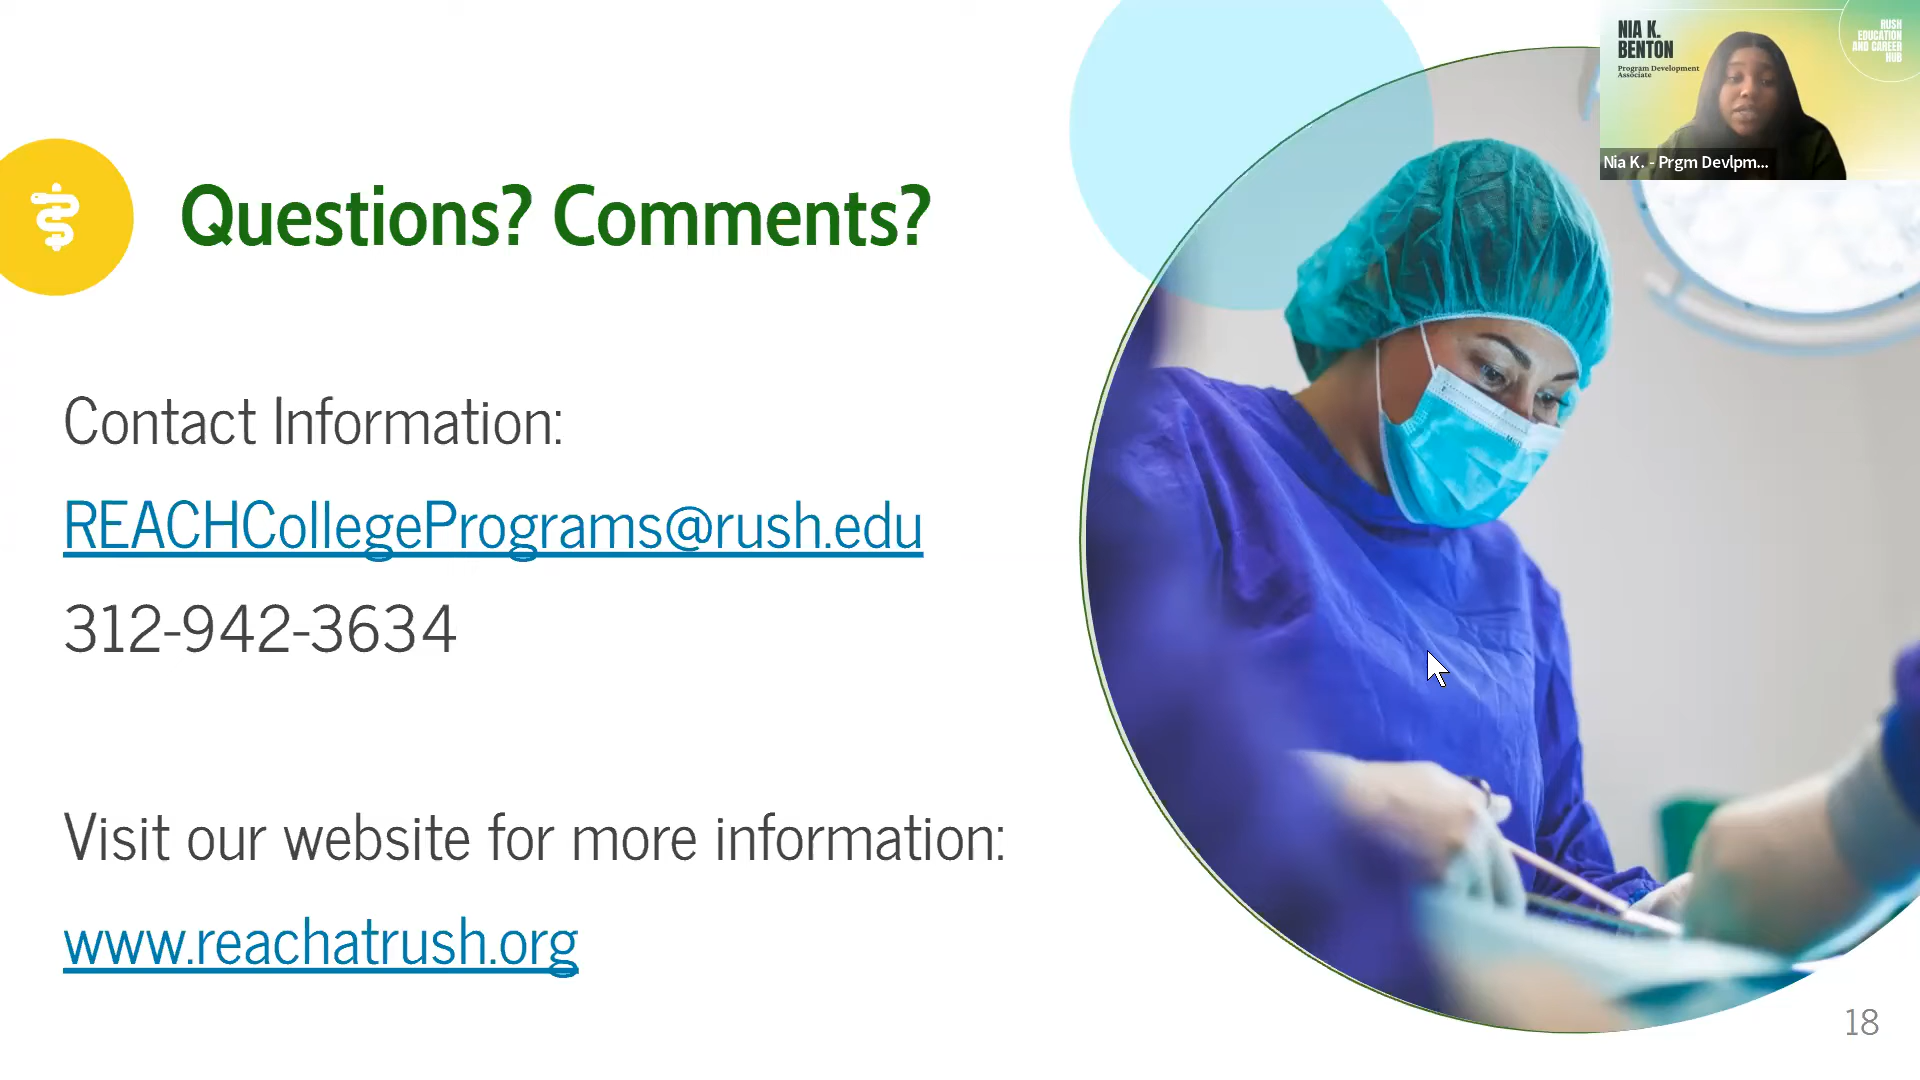 NIA K.
BENTON
Program Development
Associate
RUSH
EDUCATION
AND CAREER
HUB
Nia K. - Prgm Devlpm...
Questions? Comments?
Contact Information:
REACHCollegePrograms@rush.edu
312-942-3634
Visit our website for more information:
www.reachatrush.org
18